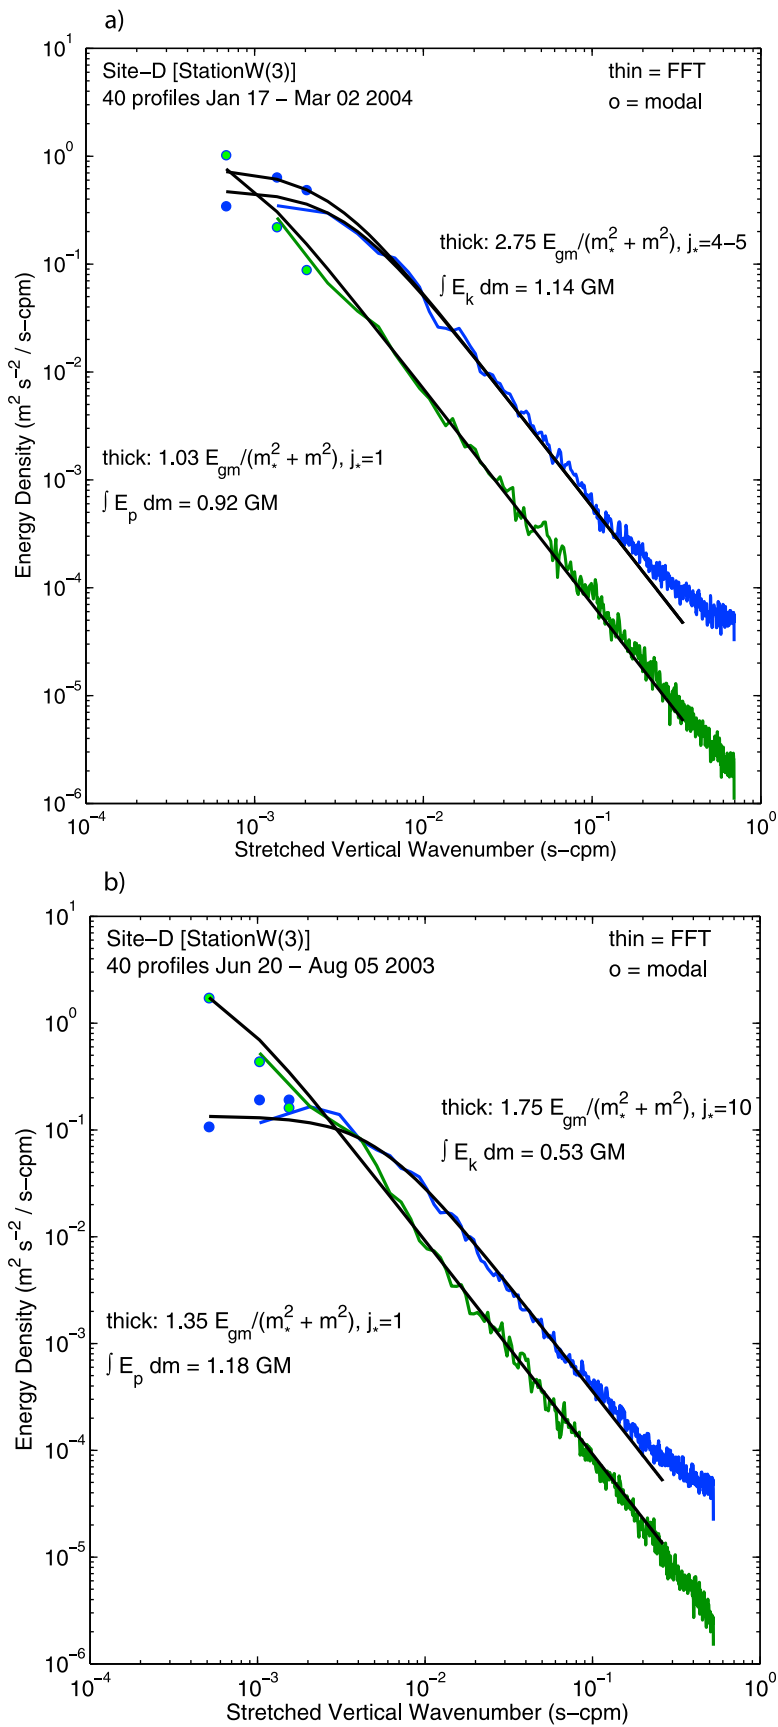 a)
10^1
Site−D [StationW(3)]
thin = FFT
40 profiles Jan 17 − Mar 02 2004
o = modal
10^0
thick: 2.75 E_gm/(m_*^2 + m^2), j_*=4−5
10^−1
∫ E_k dm = 1.14 GM
10^−2
Energy Density (m^2 s^−2 / s−cpm)
thick: 1.03 E_gm/(m_*^2 + m^2), j_*=1
10^−3
∫ E_p dm = 0.92 GM
10^−4
10^−5
10^−6
10^−4 10^−3 10^−2 10^−1 10^0
Stretched Vertical Wavenumber (s−cpm)
b)
10^1
Site−D [StationW(3)]
thin = FFT
40 profiles Jun 20 − Aug 05 2003
o = modal
10^0
thick: 1.75 E_gm/(m_*^2 + m^2), j_*=10
10^−1
∫ E_k dm = 0.53 GM
10^−2
Energy Density (m^2 s^−2 / s−cpm)
thick: 1.35 E_gm/(m_*^2 + m^2), j_*=1
10^−3
∫ E_p dm = 1.18 GM
10^−4
10^−5
10^−6
10^−4 10^−3 10^−2 10^−1 10^0
Stretched Vertical Wavenumber (s−cpm)